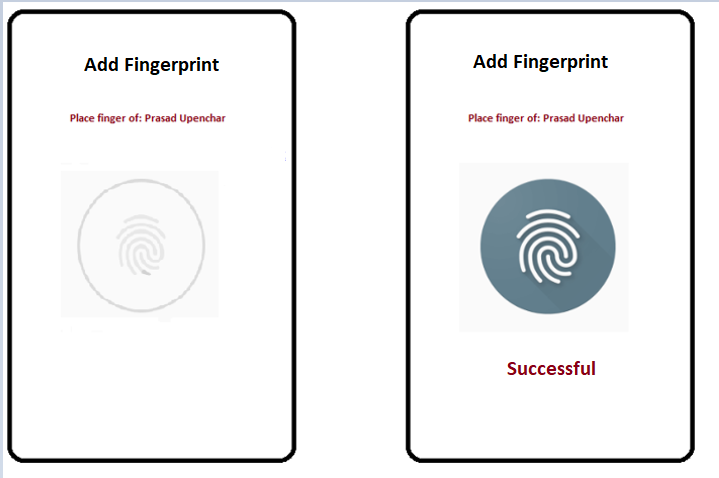 Add Fingerprint
Place finger of: Prasad Upenchar
Add Fingerprint
Place finger of: Prasad Upenchar
Successful